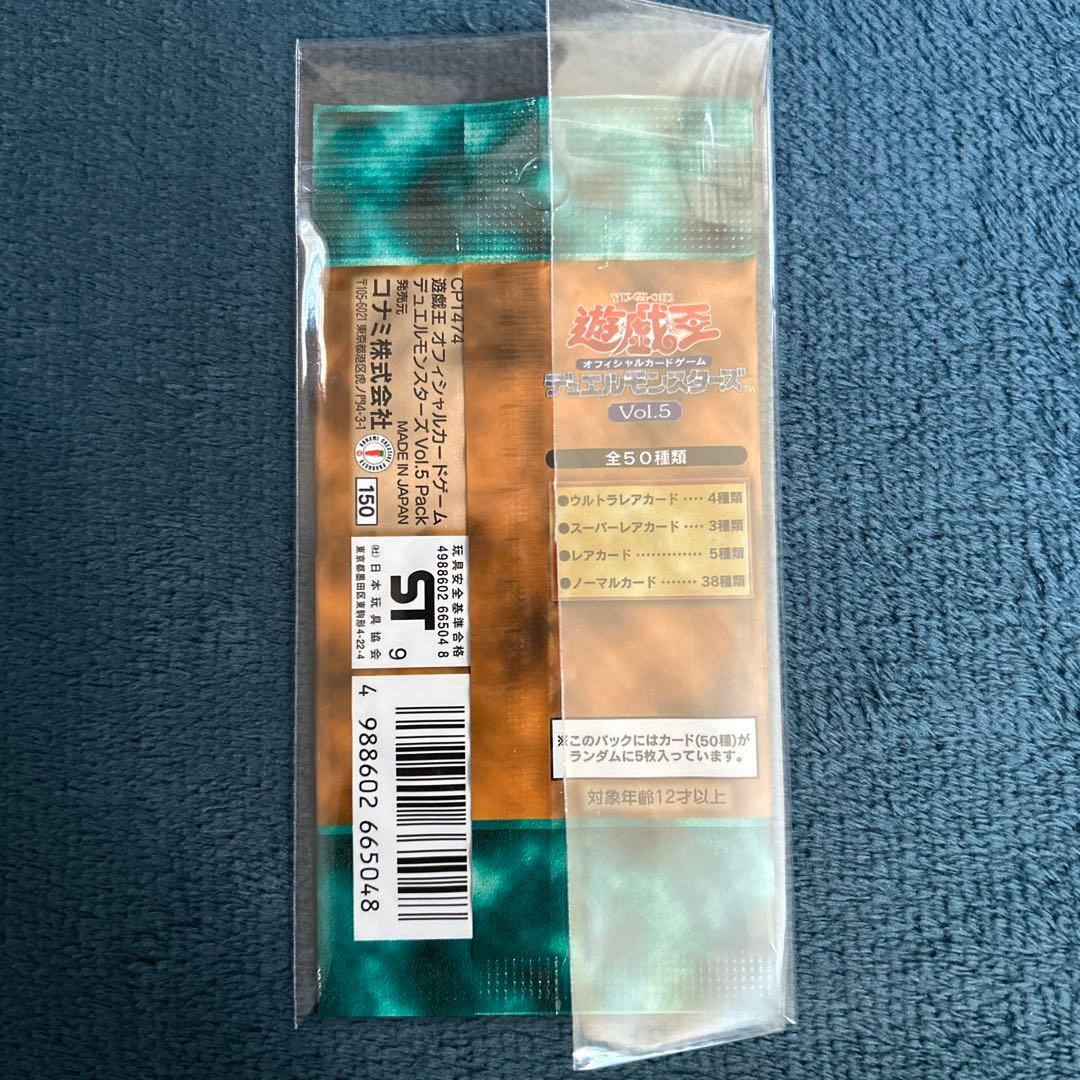 YU-GI-OH!
遊戯王
オフィシャルカードゲーム
デュエルモンスターズ™
Vol.5
全50種類
●ウルトラレアカード ‥‥ 4種類
●スーパーレアカード ‥‥ 3種類
●レアカード ‥‥‥‥‥‥‥ 5種類
●ノーマルカード ‥‥‥‥ 38種類
※このパックにはカード(50種)が
ランダムに5枚入っています。
対象年齢12才以上
CP1474
遊戯王 オフィシャルカードゲーム
デュエルモンスターズ Vol.5 Pack
MADE IN JAPAN
発売元
コナミ株式会社
〒105-6021 東京都港区虎ノ門4-3-1
KONAMI CREATIVE PRODUCTS
150
玩具安全基準合格
4988602 66504 8
ST 9
(社)日本玩具協会
東京都墨田区東駒形4-22-4
4 988602 665048